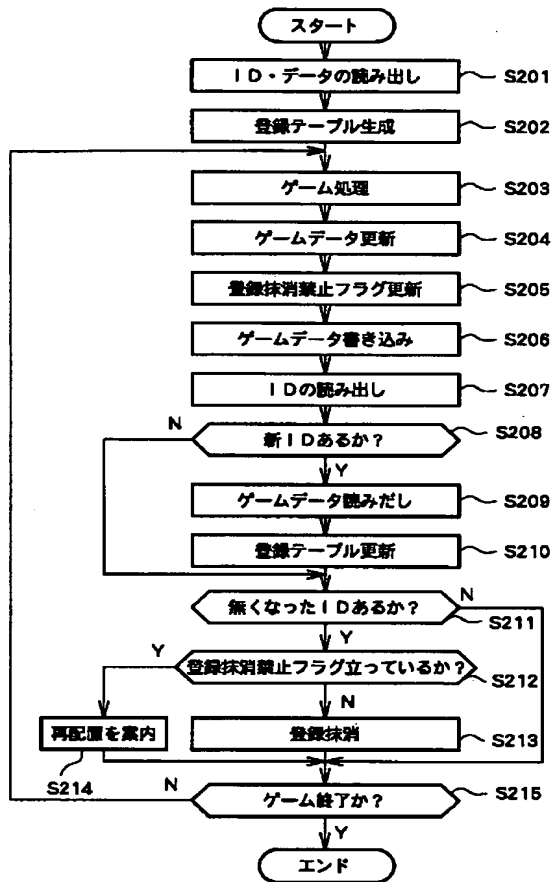 スタート
ID・データの読み出し
S201
登録テーブル生成
S202
ゲーム処理
S203
ゲームデータ更新
S204
登録抹消禁止フラグ更新
S205
ゲームデータ書き込み
S206
IDの読み出し
S207
N
新IDあるか?
S208
Y
ゲームデータ読みだし
S209
登録テーブル更新
S210
無くなったIDあるか?
N
S211
Y
Y
登録抹消禁止フラグ立っているか?
S212
N
再配置を案内
登録抹消
S213
S214
N
ゲーム終了か?
S215
Y
エンド